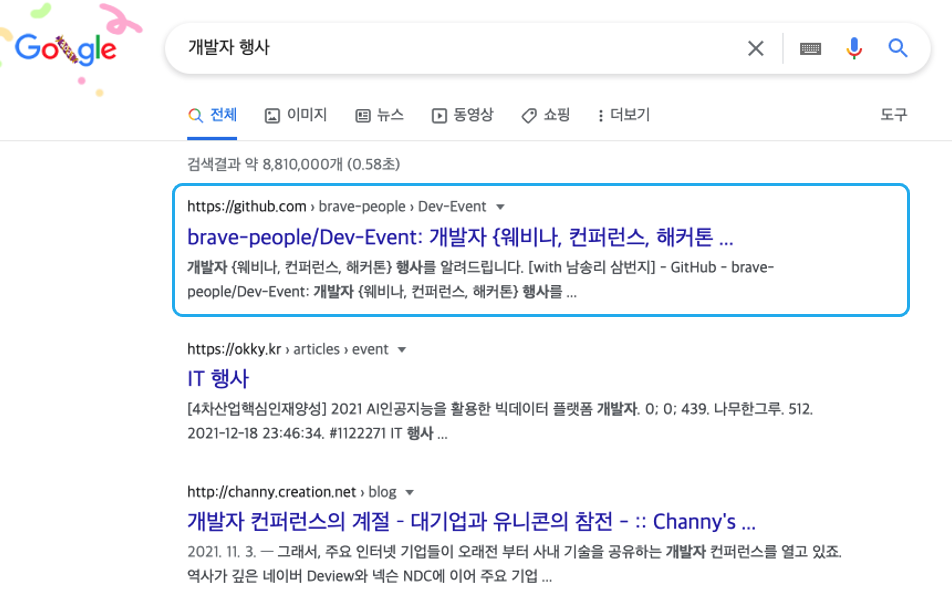 Google
개발자 행사
전체 이미지 뉴스 동영상 쇼핑 더보기 도구
검색결과 약 8,810,000개 (0.58초)
https://github.com › brave-people › Dev-Event
brave-people/Dev-Event: 개발자 {웨비나, 컨퍼런스, 해커톤 ...
개발자 {웨비나, 컨퍼런스, 해커톤} 행사를 알려드립니다. [with 남송리 삼번지] - GitHub - brave-
people/Dev-Event: 개발자 {웨비나, 컨퍼런스, 해커톤} 행사를 ...
https://okky.kr › articles › event
IT 행사
[4차산업핵심인재양성] 2021 AI인공지능을 활용한 빅데이터 플랫폼 개발자. 0; 0; 439. 나무한그루. 512.
2021-12-18 23:46:34. #1122271 IT 행사 ...
http://channy.creation.net › blog
개발자 컨퍼런스의 계절 - 대기업과 유니콘의 참전 - :: Channy's ...
2021. 11. 3. — 그래서, 주요 인터넷 기업들이 오래전 부터 사내 기술을 공유하는 개발자 컨퍼런스를 열고 있죠.
역사가 깊은 네이버 Deview와 넥슨 NDC에 이어 주요 기업 ...